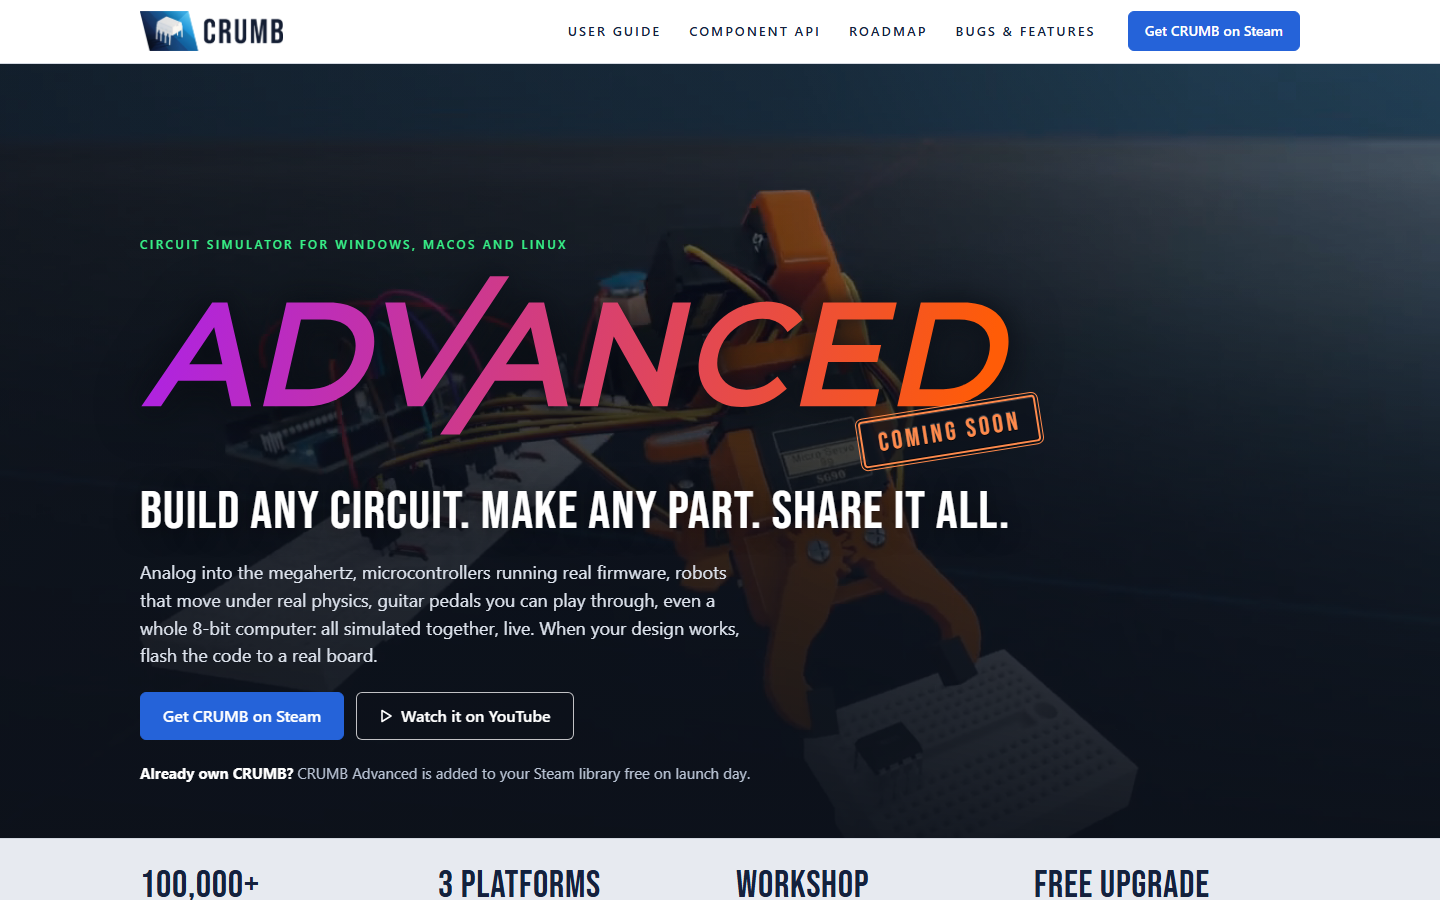 CRUMB
USER GUIDE
COMPONENT API
ROADMAP
BUGS & FEATURES
Get CRUMB on Steam
CIRCUIT SIMULATOR FOR WINDOWS, MACOS AND LINUX
ADVANCED
COMING SOON
Micro Servo
SG90
BUILD ANY CIRCUIT. MAKE ANY PART. SHARE IT ALL.
Analog into the megahertz, microcontrollers running real firmware, robots
that move under real physics, guitar pedals you can play through, even a
whole 8-bit computer: all simulated together, live. When your design works,
flash the code to a real board.
Get CRUMB on Steam
Watch it on YouTube
Already own CRUMB? CRUMB Advanced is added to your Steam library free on launch day.
100,000+
3 PLATFORMS
WORKSHOP
FREE UPGRADE